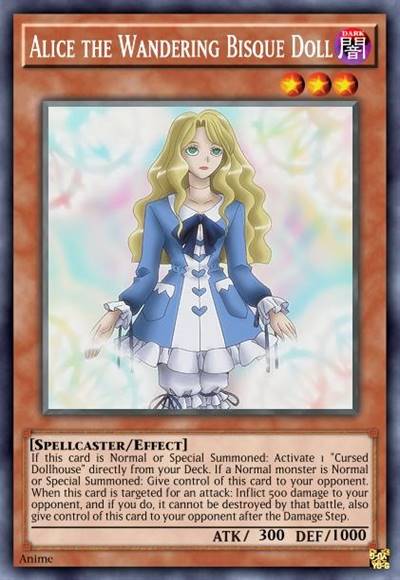 Alice the Wandering Bisque Doll
DARK
闇
[Spellcaster/Effect]
If this card is Normal or Special Summoned: Activate 1 "Cursed
Dollhouse" directly from your Deck. If a Normal monster is Normal
or Special Summoned: Give control of this card to your opponent.
When this card is targeted for an attack: Inflict 500 damage to your
opponent, and if you do, it cannot be destroyed by that battle, also
give control of this card to your opponent after the Damage Step.
ATK/ 300 DEF/1000
Anime